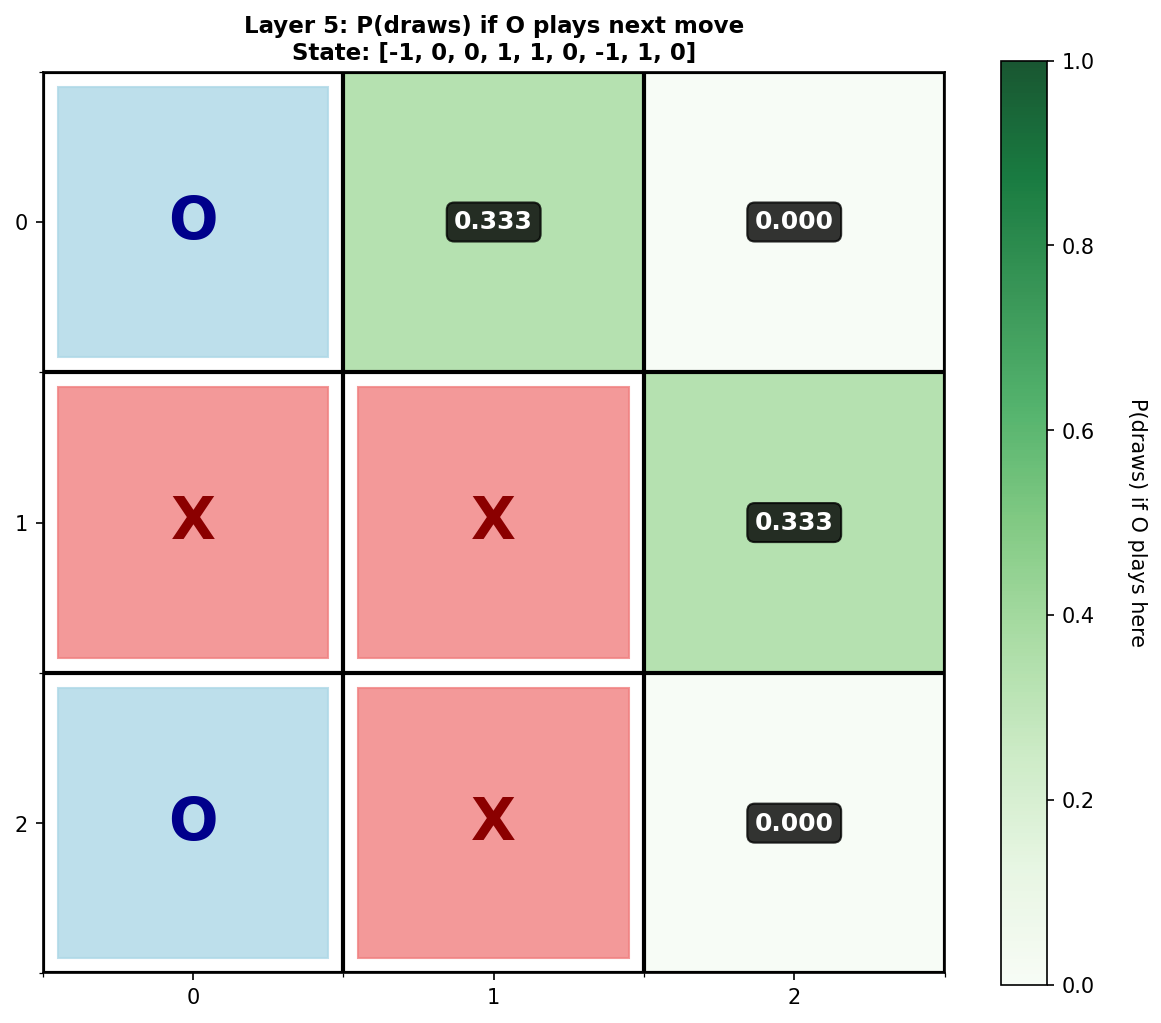 Layer 5: P(draws) if O plays next move
State: [-1, 0, 0, 1, 1, 0, -1, 1, 0]
0
O
0.333
0.000
1
X
X
0.333
2
O
X
0.000
0
1
2
1.0
0.8
0.6
0.4
0.2
0.0
P(draws) if O plays here